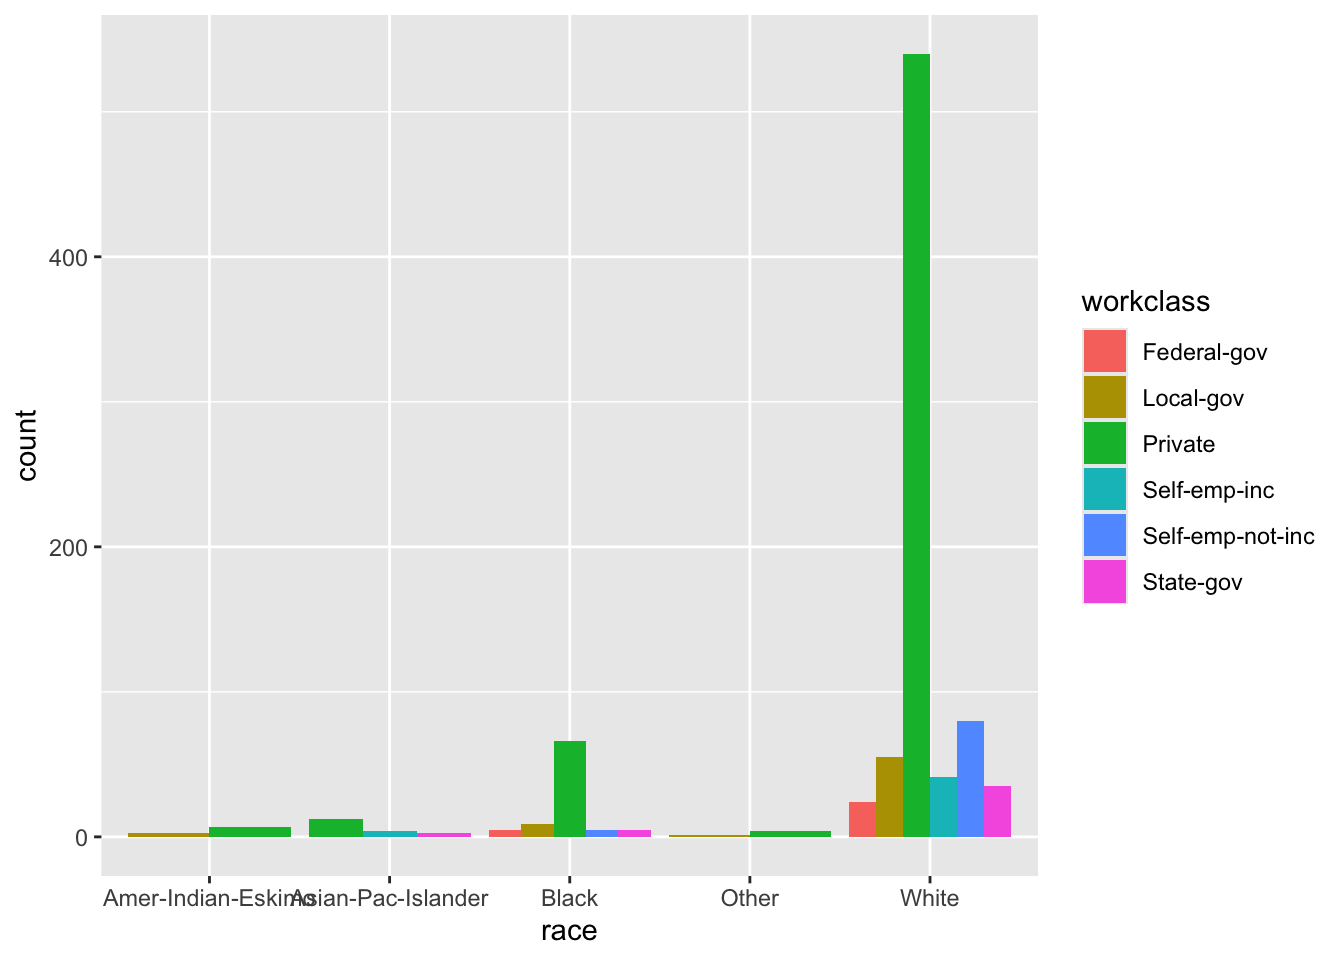 400
200
0
count
Amer-Indian-Eskimo
Asian-Pac-Islander
Black
Other
White
race
workclass
Federal-gov
Local-gov
Private
Self-emp-inc
Self-emp-not-inc
State-gov